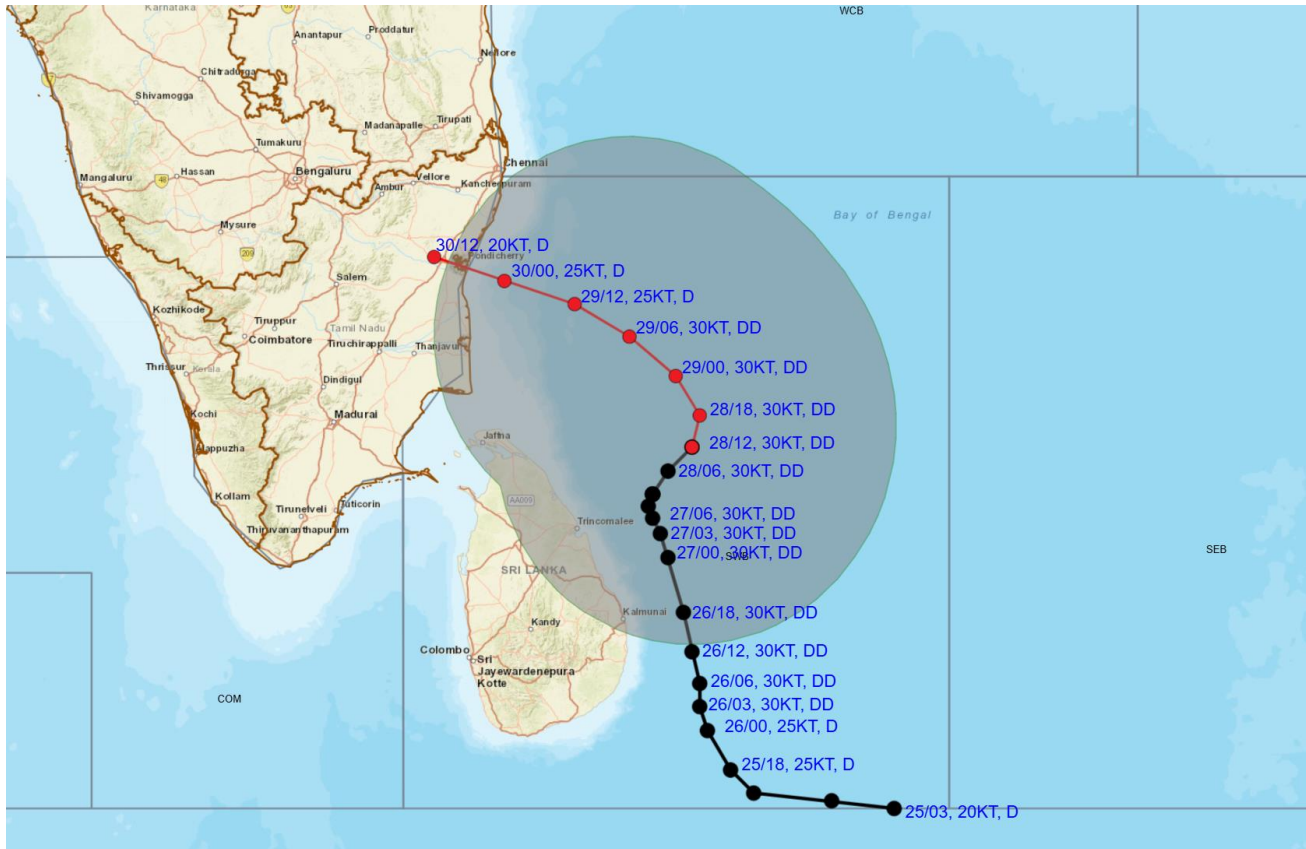 WCB
Karnataka
Anantapur
Proddatur
Nellore
Chitradurga
Shivamogga
Madanapalle
Tirupati
Tumakuru
Chennai
Hassan
Bengaluru
Vellore
Mangaluru
48
Ambur
Kancheepuram
Bay of Bengal
Mysuru
209
30/12, 20KT, D
Pondicherry
30/00, 25KT, D
Salem
29/12, 25KT, D
Kozhikode
Tiruppur
Tamil Nadu
29/06, 30KT, DD
Coimbatore
Tiruchirappalli
Thanjavur
Thrissur
Kerala
29/00, 30KT, DD
Dindigul
Kochi
Madurai
28/18, 30KT, DD
Jaffna
28/12, 30KT, DD
Alappuzha
28/06, 30KT, DD
Kollam
AA009
Tirunelveli
Tuticorin
27/06, 30KT, DD
Thiruvananthapuram
Trincomalee
27/03, 30KT, DD
27/00, 30KT, DD
SWB
SEB
SRI LANKA
Kalmunai
26/18, 30KT, DD
Kandy
Colombo
26/12, 30KT, DD
Sri
Jayewardenepura
Kotte
26/06, 30KT, DD
COM
26/03, 30KT, DD
26/00, 25KT, D
25/18, 25KT, D
25/03, 20KT, D